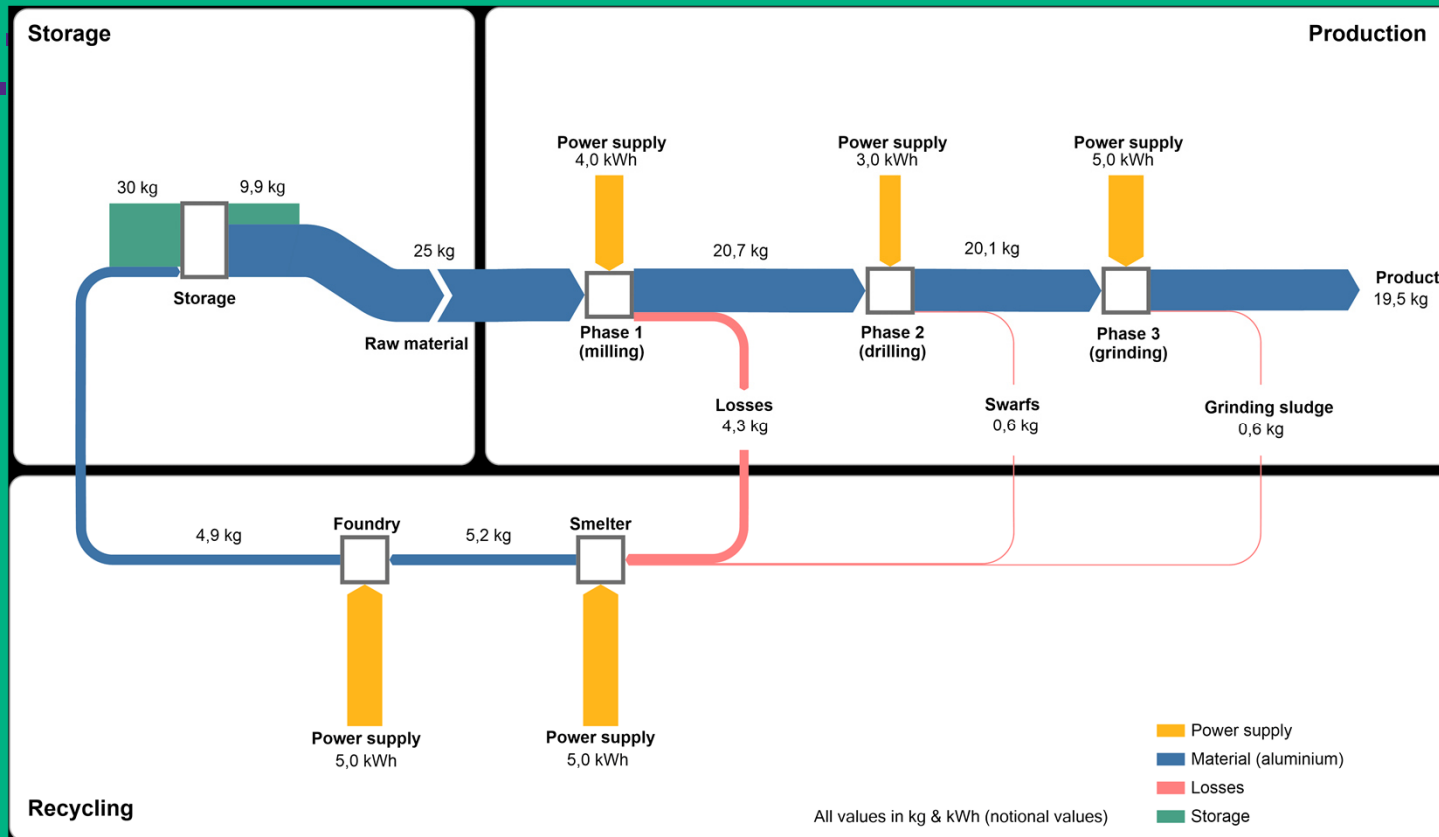 Storage
Production
Power supply
4,0 kWh
Power supply
3,0 kWh
Power supply
5,0 kWh
30 kg
9,9 kg
25 kg
20,7 kg
20,1 kg
Product
19,5 kg
Storage
Raw material
Phase 1
(milling)
Phase 2
(drilling)
Phase 3
(grinding)
Losses
4,3 kg
Swarfs
0,6 kg
Grinding sludge
0,6 kg
4,9 kg
Foundry
5,2 kg
Smelter
Power supply
5,0 kWh
Power supply
5,0 kWh
Power supply
Material (aluminium)
Losses
Storage
Recycling
All values in kg & kWh (notional values)